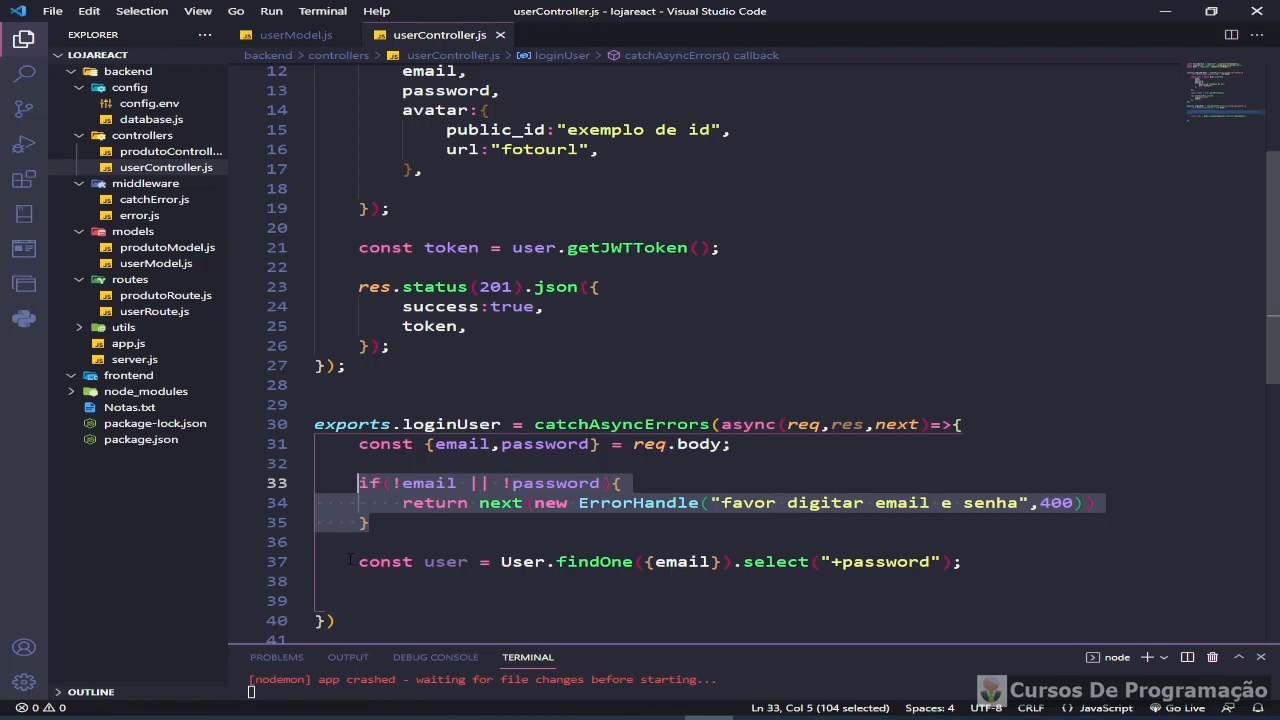 File Edit Selection View Go Run Terminal Help
userController.js - lojareact - Visual Studio Code
EXPLORER
LOJAREACT
backend
config
config.env
database.js
controllers
produtoControll...
userController.js
middleware
catchError.js
error.js
models
produtoModel.js
userModel.js
routes
produtoRoute.js
userRoute.js
utils
app.js
server.js
frontend
node_modules
Notas.txt
package-lock.json
package.json
OUTLINE
userModel.js userController.js
backend > controllers > userController.js > loginUser > catchAsyncErrors() callback
12 email,
13 password,
14 avatar:{
15 public_id:"exemplo de id",
16 url:"fotourl",
17 },
18
19 });
20
21 const token = user.getJWTToken();
22
23 res.status(201).json({
24 success:true,
25 token,
26 });
27 });
28
29
30 exports.loginUser = catchAsyncErrors(async(req,res,next)=>{
31 const {email,password} = req.body;
32
33 if(!email || !password){
34 return next(new ErrorHandle("favor digitar email e senha",400))
35 }
36
37 const user = User.findOne({email}).select("+password");
38
39
40 })
41
PROBLEMS OUTPUT DEBUG CONSOLE TERMINAL
node
[nodemon] app crashed - waiting for file changes before starting...
Cursos De Programação
0 0
Ln 33, Col 5 (104 selected) Spaces: 4 UTF-8 CRLF JavaScript Go Live